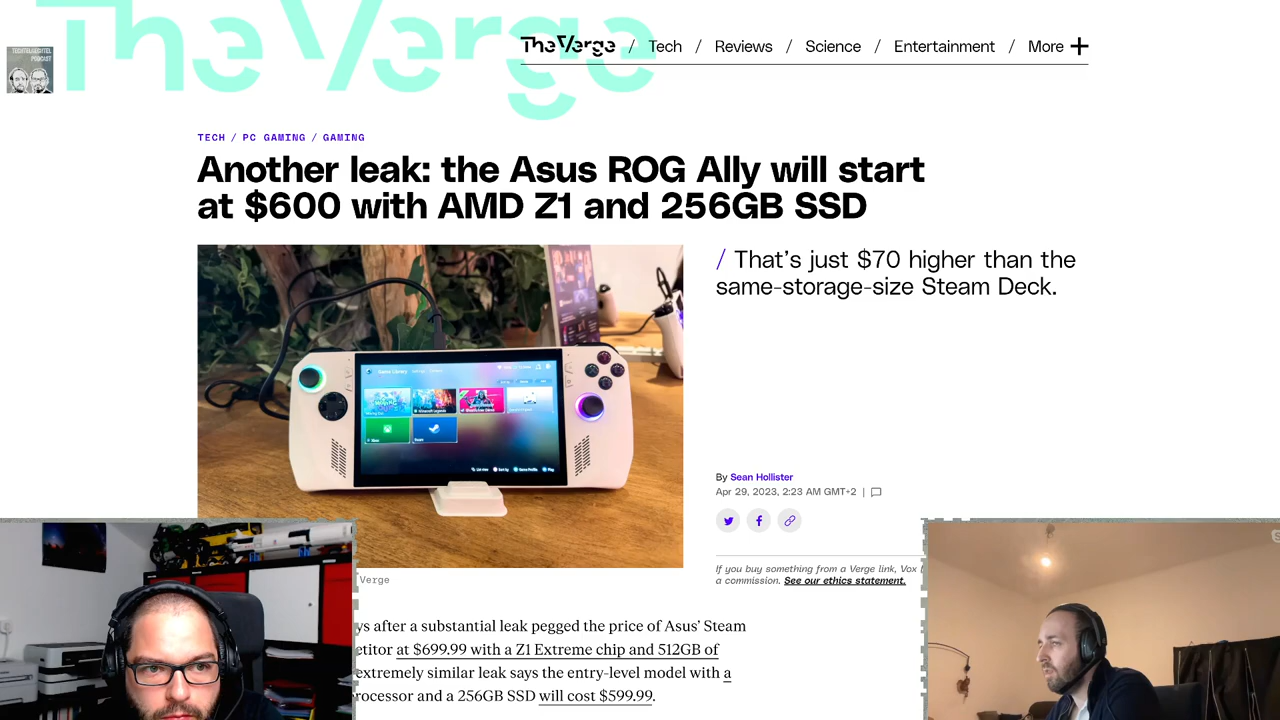 The Verge
TECHTELMECHTEL
PODCAST
The Verge / Tech / Reviews / Science / Entertainment / More
TECH / PC GAMING / GAMING
Another leak: the Asus ROG Ally will start
at $600 with AMD Z1 and 256GB SSD
/ That’s just $70 higher than the
same-storage-size Steam Deck.
Game Library
By Sean Hollister
Apr 29, 2023, 2:23 AM GMT+2 |
If you buy something from a Verge link, Vox
a commission. See our ethics statement.
Verge
ys after a substantial leak pegged the price of Asus’ Steam
etitor at $699.99 with a Z1 Extreme chip and 512GB of
extremely similar leak says the entry-level model with a
rocessor and a 256GB SSD will cost $599.99.